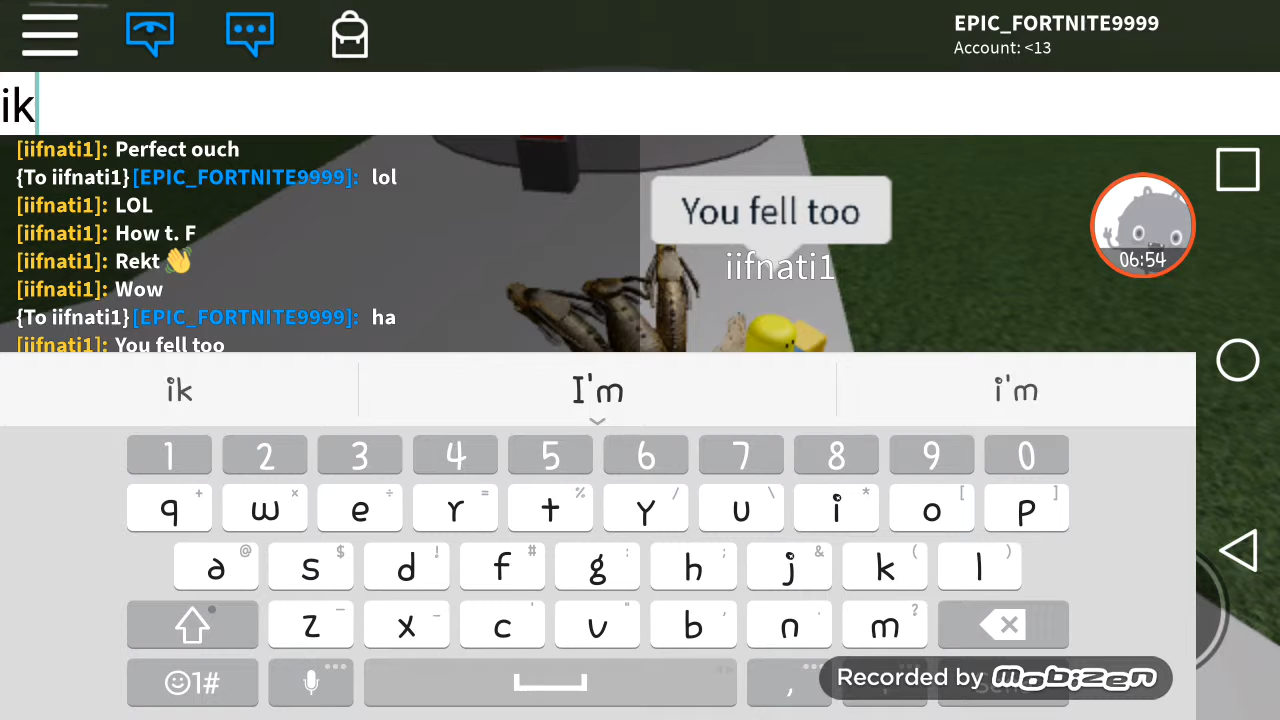 EPIC_FORTNITE9999
Account: <13
ik
[iifnati1]: Perfect ouch
{To iifnati1}[EPIC_FORTNITE9999]: lol
[iifnati1]: LOL
[iifnati1]: How t. F
[iifnati1]: Rekt 👋
[iifnati1]: Wow
{To iifnati1}[EPIC_FORTNITE9999]: ha
[iifnati1]: You fell too
You fell too
iifnati1
06:54
ik I'm i'm
1 2 3 4 5 6 7 8 9 0
q + w × e ÷ r = t % y / u \ i * o [ p ]
a @ s $ d ! f # g : h ; j & k ( l )
z – x _ c ' v " b , n . m ?
☺1# ,
Recorded by mobizen